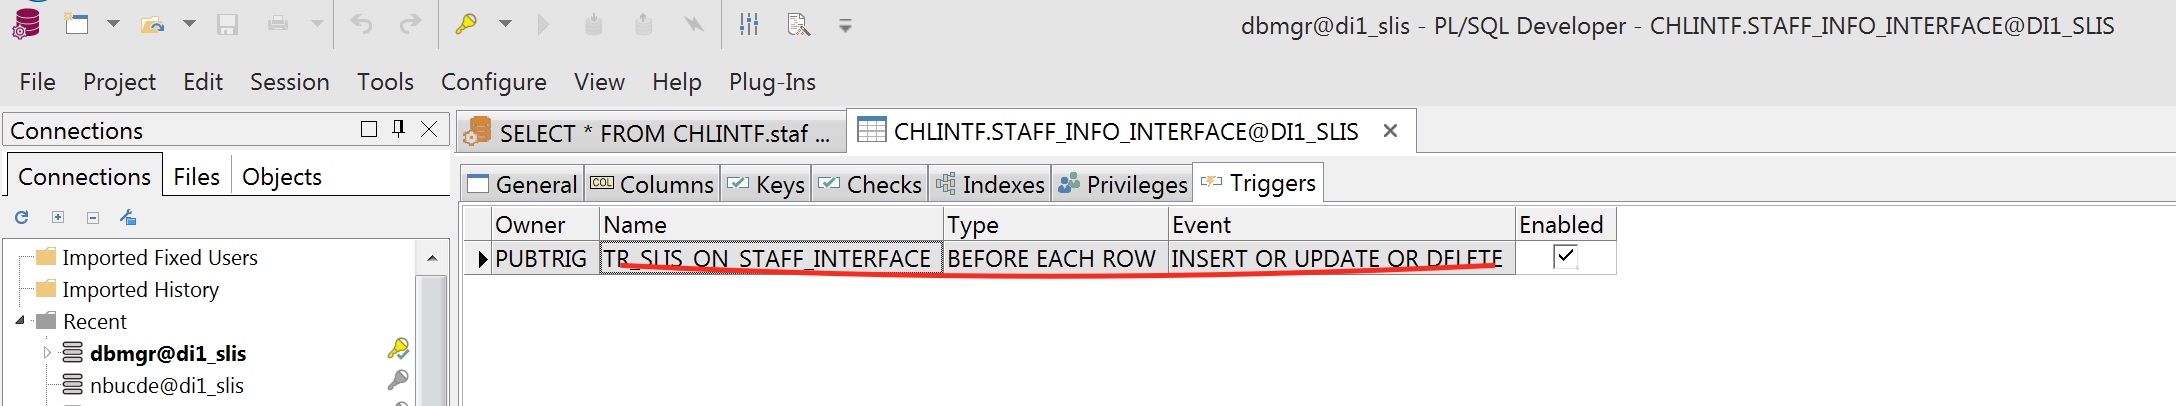 dbmgr@di1_slis - PL/SQL Developer - CHLINTF.STAFF_INFO_INTERFACE@DI1_SLIS
File Project Edit Session Tools Configure Window View Help Plug-Ins
Connections
SELECT * FROM CHLINTF.staf ... CHLINTF.STAFF_INFO_INTERFACE@DI1_SLIS
Connections Files Objects
General COL Columns Keys Checks Indexes Privileges Triggers
Owner Name Type Event Enabled
PUBTRIG TR_SLIS_ON_STAFF_INTERFACE BEFORE EACH ROW INSERT OR UPDATE OR DELETE
Imported Fixed Users
Imported History
Recent
dbmgr@di1_slis
nbucde@di1_slis